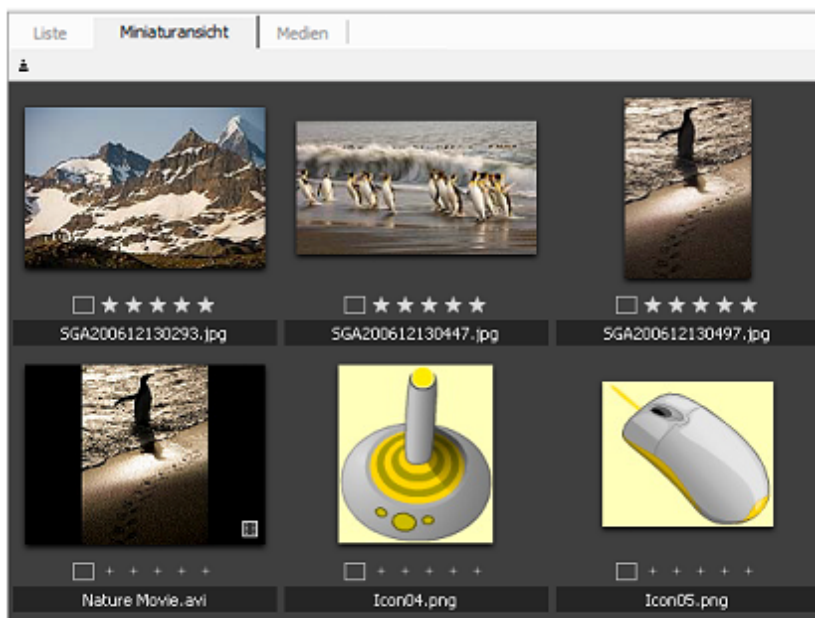 Liste Miniaturansicht Medien
SGA200612130293.jpg SGA200612130447.jpg SGA200612130497.jpg
Nature Movie.avi Icon04.png Icon05.png